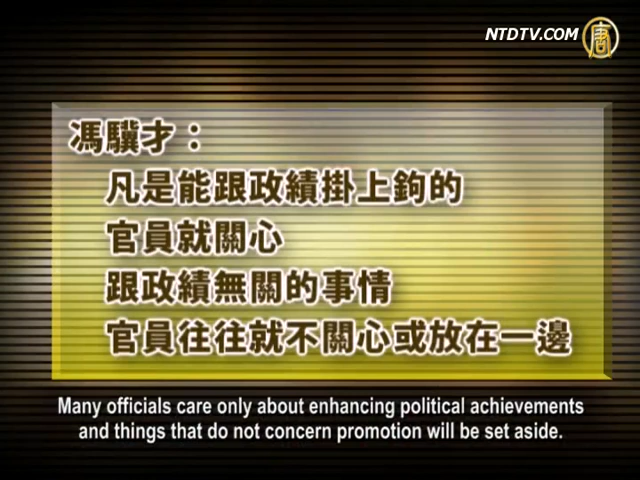 NTDTV.COM
唐
馮驥才：
凡是能跟政績掛上鉤的
官員就關心
跟政績無關的事情
官員往往就不關心或放在一邊
Many officials care only about enhancing political achievements
and things that do not concern promotion will be set aside.